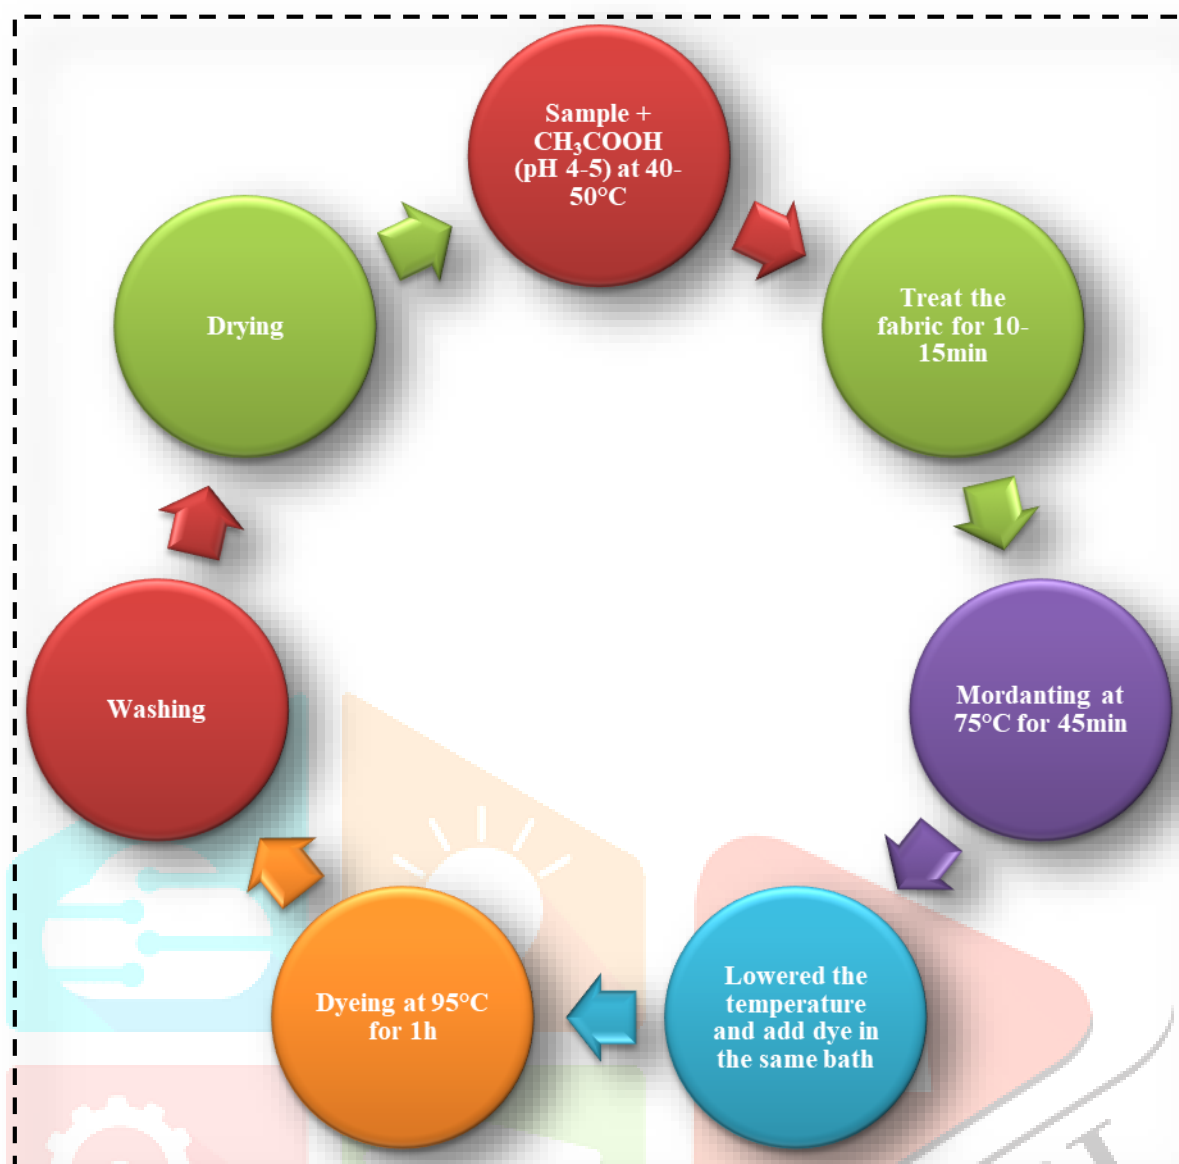 Sample +
CH₃COOH
(pH 4-5) at 40-
50°C
Treat the
fabric for 10-
15min
Mordanting at
75°C for 45min
Lowered the
temperature
and add dye in
the same bath
Dyeing at 95°C
for 1h
Washing
Drying